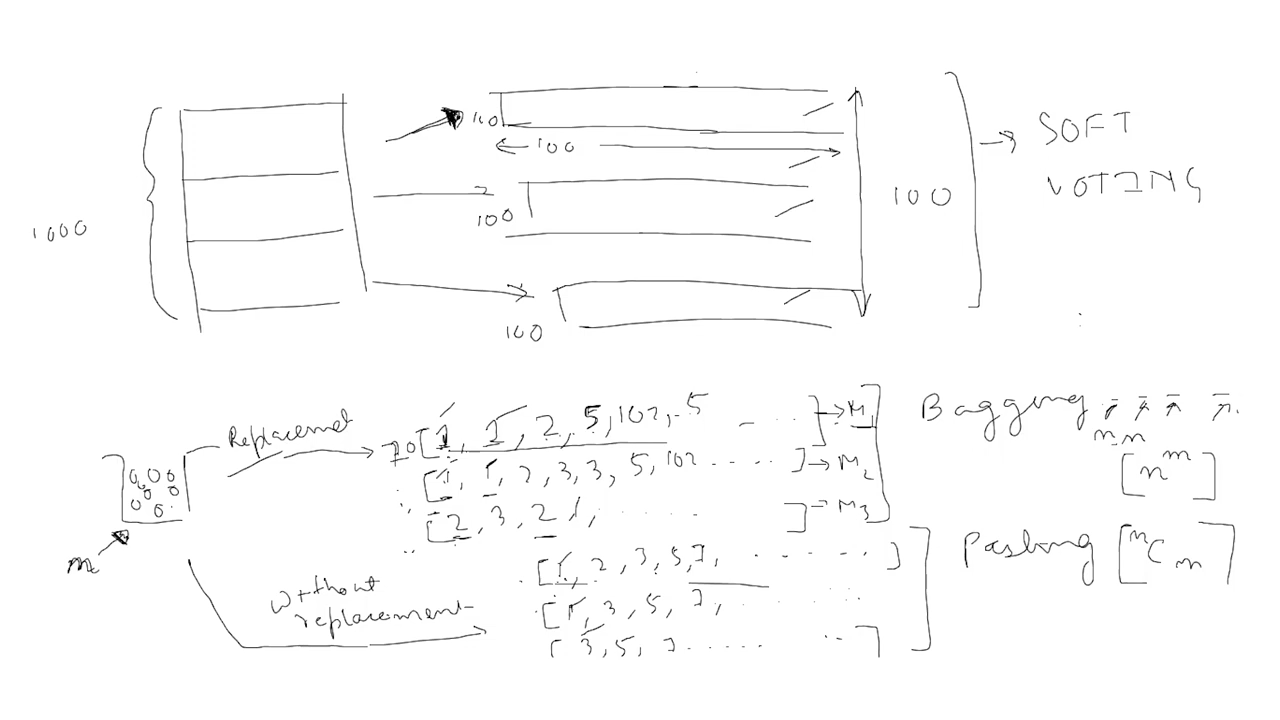 1000
100
100
100
100
100
SOFT
VOTING
Replacemet
70 [1, 1, 2, 5, 102, 5 - ....] → M1
[1, 1, 2, 3, 3, 5, 102 ......] → M2
[2, 3, 2, 1, ......] → M3
Bagging
n n
[n^m]
m
without
replacement
[1, 2, 3, 5, 7, ......]
[1, 3, 5, 7, ......
[3, 5, 7 ......]
Pasting [nCm]